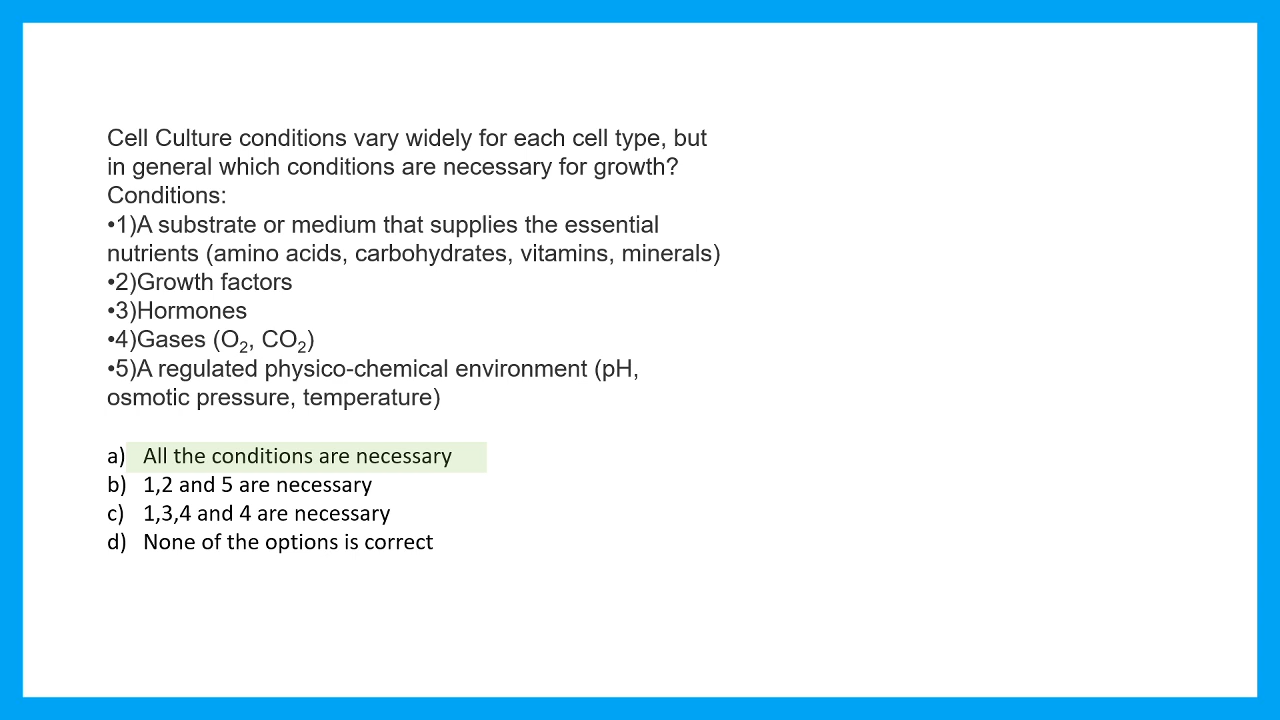 Cell Culture conditions vary widely for each cell type, but
in general which conditions are necessary for growth?
Conditions:
•1)A substrate or medium that supplies the essential
nutrients (amino acids, carbohydrates, vitamins, minerals)
•2)Growth factors
•3)Hormones
•4)Gases (O₂, CO₂)
•5)A regulated physico-chemical environment (pH,
osmotic pressure, temperature)
a) All the conditions are necessary
b) 1,2 and 5 are necessary
c) 1,3,4 and 4 are necessary
d) None of the options is correct